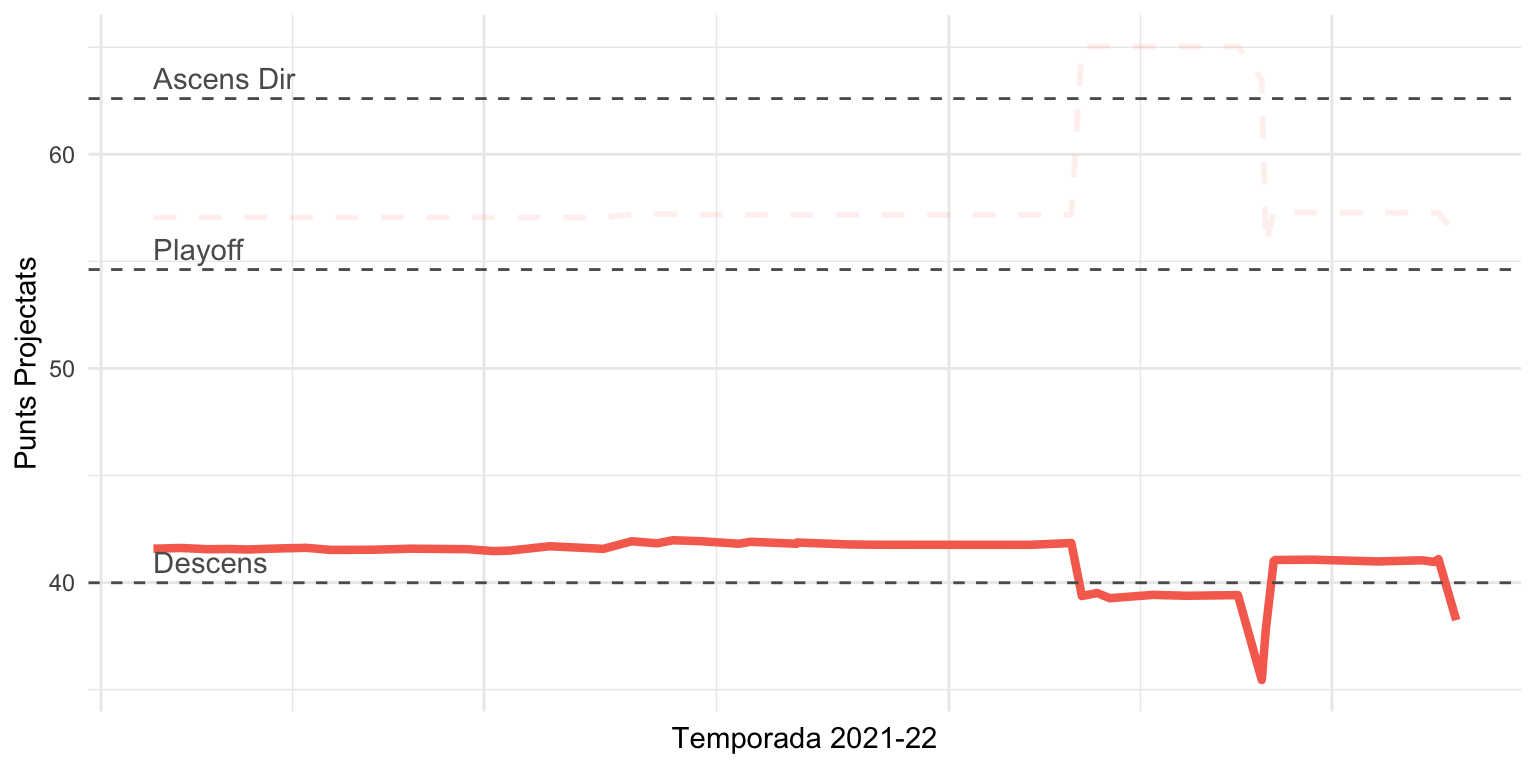 Ascens Dir
60
Playoff
50
Descens
40
Punts Projectats
Temporada 2021-22